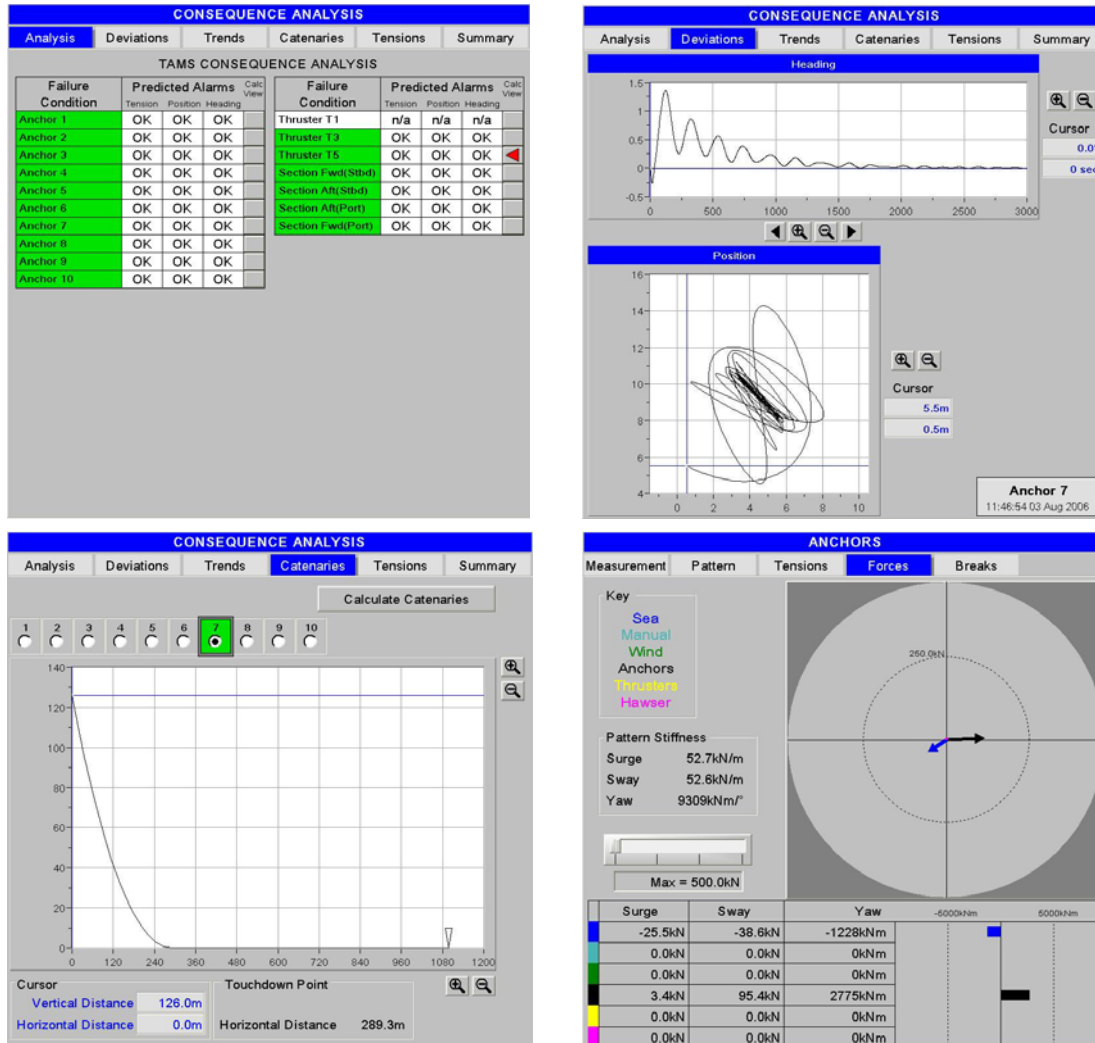 CONSEQUENCE ANALYSIS
Analysis Deviations Trends Catenaries Tensions Summary
TAMS CONSEQUENCE ANALYSIS
Failure Condition Predicted Alarms Calc View
Tension Position Heading
Anchor 1 OK OK OK
Anchor 2 OK OK OK
Anchor 3 OK OK OK
Anchor 4 OK OK OK
Anchor 5 OK OK OK
Anchor 6 OK OK OK
Anchor 7 OK OK OK
Anchor 8 OK OK OK
Anchor 9 OK OK OK
Anchor 10 OK OK OK
Failure Condition Predicted Alarms Calc View
Tension Position Heading
Thruster T1 n/a n/a n/a
Thruster T3 OK OK OK
Thruster T5 OK OK OK
Section Fwd(Stbd) OK OK OK
Section Aft(Stbd) OK OK OK
Section Aft(Port) OK OK OK
Section Fwd(Port) OK OK OK
CONSEQUENCE ANALYSIS
Analysis Deviations Trends Catenaries Tensions Summary
Heading
1.5
1
0.5
0
-0.5
0 500 1000 1500 2000 2500 3000
Cursor
0 sec
Position
16
14
12
10
8
6
4
0 2 4 6 8 10
Cursor
5.5m
0.5m
Anchor 7
11:46:54 03 Aug 2006
CONSEQUENCE ANALYSIS
Analysis Deviations Trends Catenaries Tensions Summary
Calculate Catenaries
1 2 3 4 5 6 7 8 9 10
140
120
100
80
60
40
20
0
0 120 240 360 480 600 720 840 960 1080 1200
Cursor
Vertical Distance 126.0m
Horizontal Distance 0.0m
Touchdown Point
Horizontal Distance 289.3m
ANCHORS
Measurement Pattern Tensions Forces Breaks
Key
Sea
Manual
Wind
Anchors
Thrusters
Hawser
250.0kN
Pattern Stiffness
Surge 52.7kN/m
Sway 52.6kN/m
Yaw 9309kNm/°
Max = 500.0kN
Surge Sway Yaw -5000kNm 5000kNm
-25.5kN -38.6kN -1228kNm
0.0kN 0.0kN 0kNm
0.0kN 0.0kN 0kNm
3.4kN 95.4kN 2775kNm
0.0kN 0.0kN 0kNm
0.0kN 0.0kN 0kNm